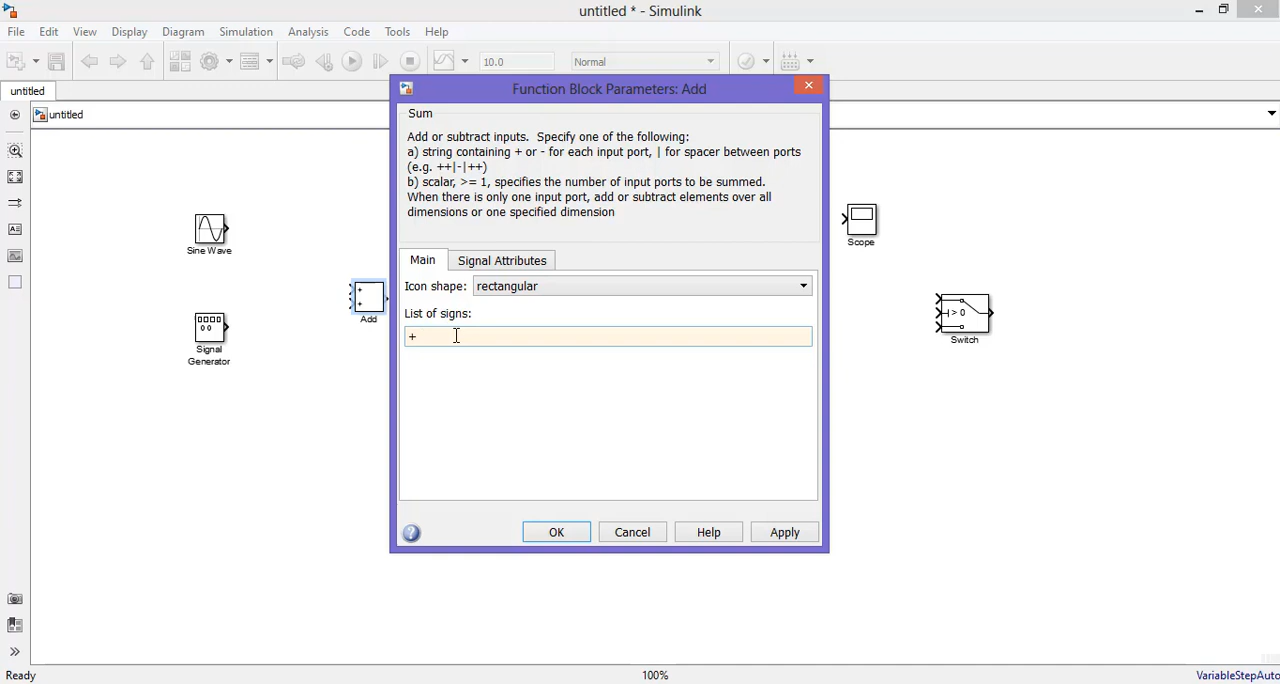 untitled * - Simulink
File Edit View Display Diagram Simulation Analysis Code Tools Help
10.0 Normal
untitled
untitled
Function Block Parameters: Add
Sum
Add or subtract inputs. Specify one of the following:
a) string containing + or - for each input port, | for spacer between ports
(e.g. ++|-|++)
b) scalar, >= 1, specifies the number of input ports to be summed.
When there is only one input port, add or subtract elements over all
dimensions or one specified dimension
Main Signal Attributes
Icon shape: rectangular
List of signs:
+
OK Cancel Help Apply
Sine Wave
Signal
Generator
+
+
Add
Scope
> 0
Switch
Ready 100% VariableStepAuto